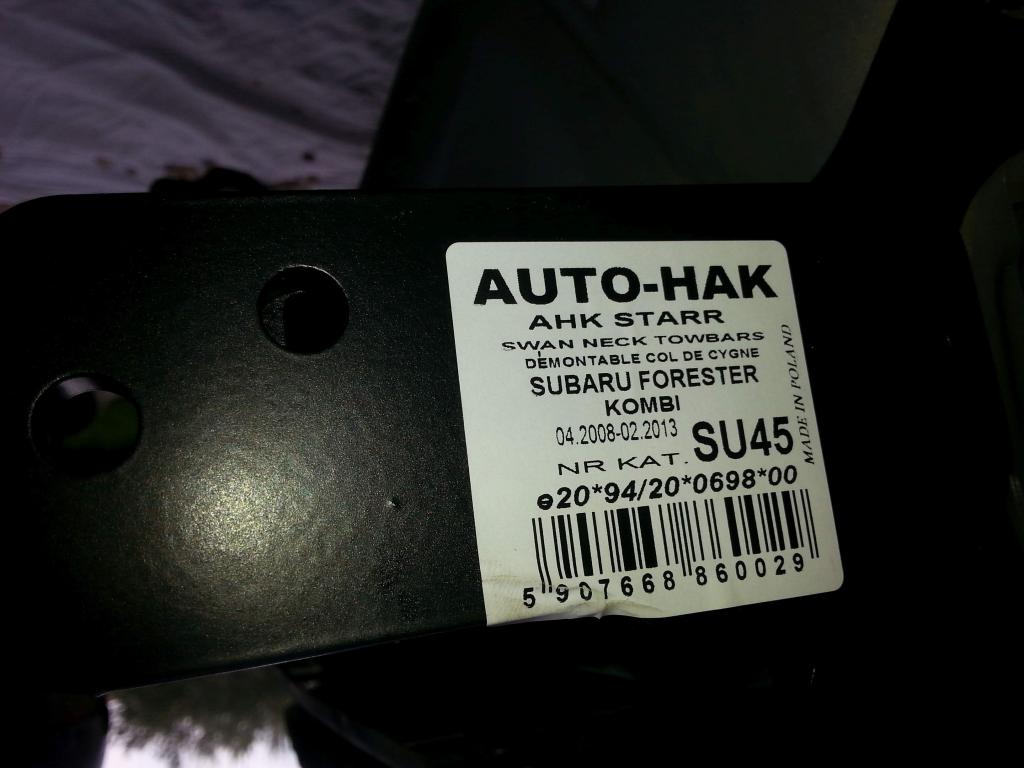 AUTO-HAK
AHK STARR
SWAN NECK TOWBARS
DÉMONTABLE COL DE CYGNE
SUBARU FORESTER
KOMBI
04.2008-02.2013
NR KAT. SU45
e20*94/20*0698*00
5 907668 860029
MADE IN POLAND